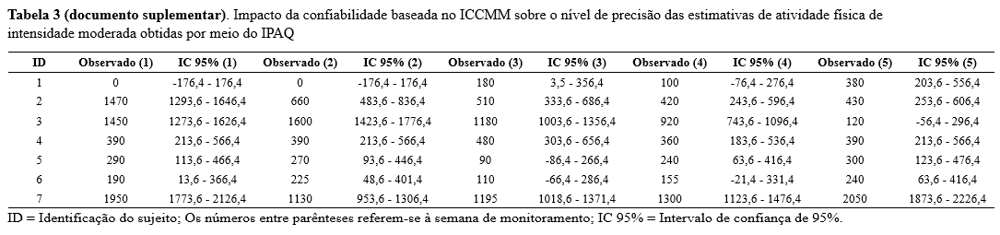 Tabela 3 (documento suplementar). Impacto da confiabilidade baseada no ICCMM sobre o nível de precisão das estimativas de atividade física de
intensidade moderada obtidas por meio do IPAQ
ID Observado (1) IC 95% (1) Observado (2) IC 95% (2) Observado (3) IC 95% (3) Observado (4) IC 95% (4) Observado (5) IC 95% (5)
1 0 -176,4 - 176,4 0 -176,4 - 176,4 180 3,5 - 356,4 100 -76,4 - 276,4 380 203,6 - 556,4
2 1470 1293,6 - 1646,4 660 483,6 - 836,4 510 333,6 - 686,4 420 243,6 - 596,4 430 253,6 - 606,4
3 1450 1273,6 - 1626,4 1600 1423,6 - 1776,4 1180 1003,6 - 1356,4 920 743,6 - 1096,4 120 -56,4 - 296,4
4 390 213,6 - 566,4 390 213,6 - 566,4 480 303,6 - 656,4 360 183,6 - 536,4 390 213,6 - 566,4
5 290 113,6 - 466,4 270 93,6 - 446,4 90 -86,4 - 266,4 240 63,6 - 416,4 300 123,6 - 476,4
6 190 13,6 - 366,4 225 48,6 - 401,4 110 -66,4 - 286,4 155 -21,4 - 331,4 240 63,6 - 416,4
7 1950 1773,6 - 2126,4 1130 953,6 - 1306,4 1195 1018,6 - 1371,4 1300 1123,6 - 1476,4 2050 1873,6 - 2226,4
ID = Identificação do sujeito; Os números entre parênteses referem-se à semana de monitoramento; IC 95% = Intervalo de confiança de 95%.